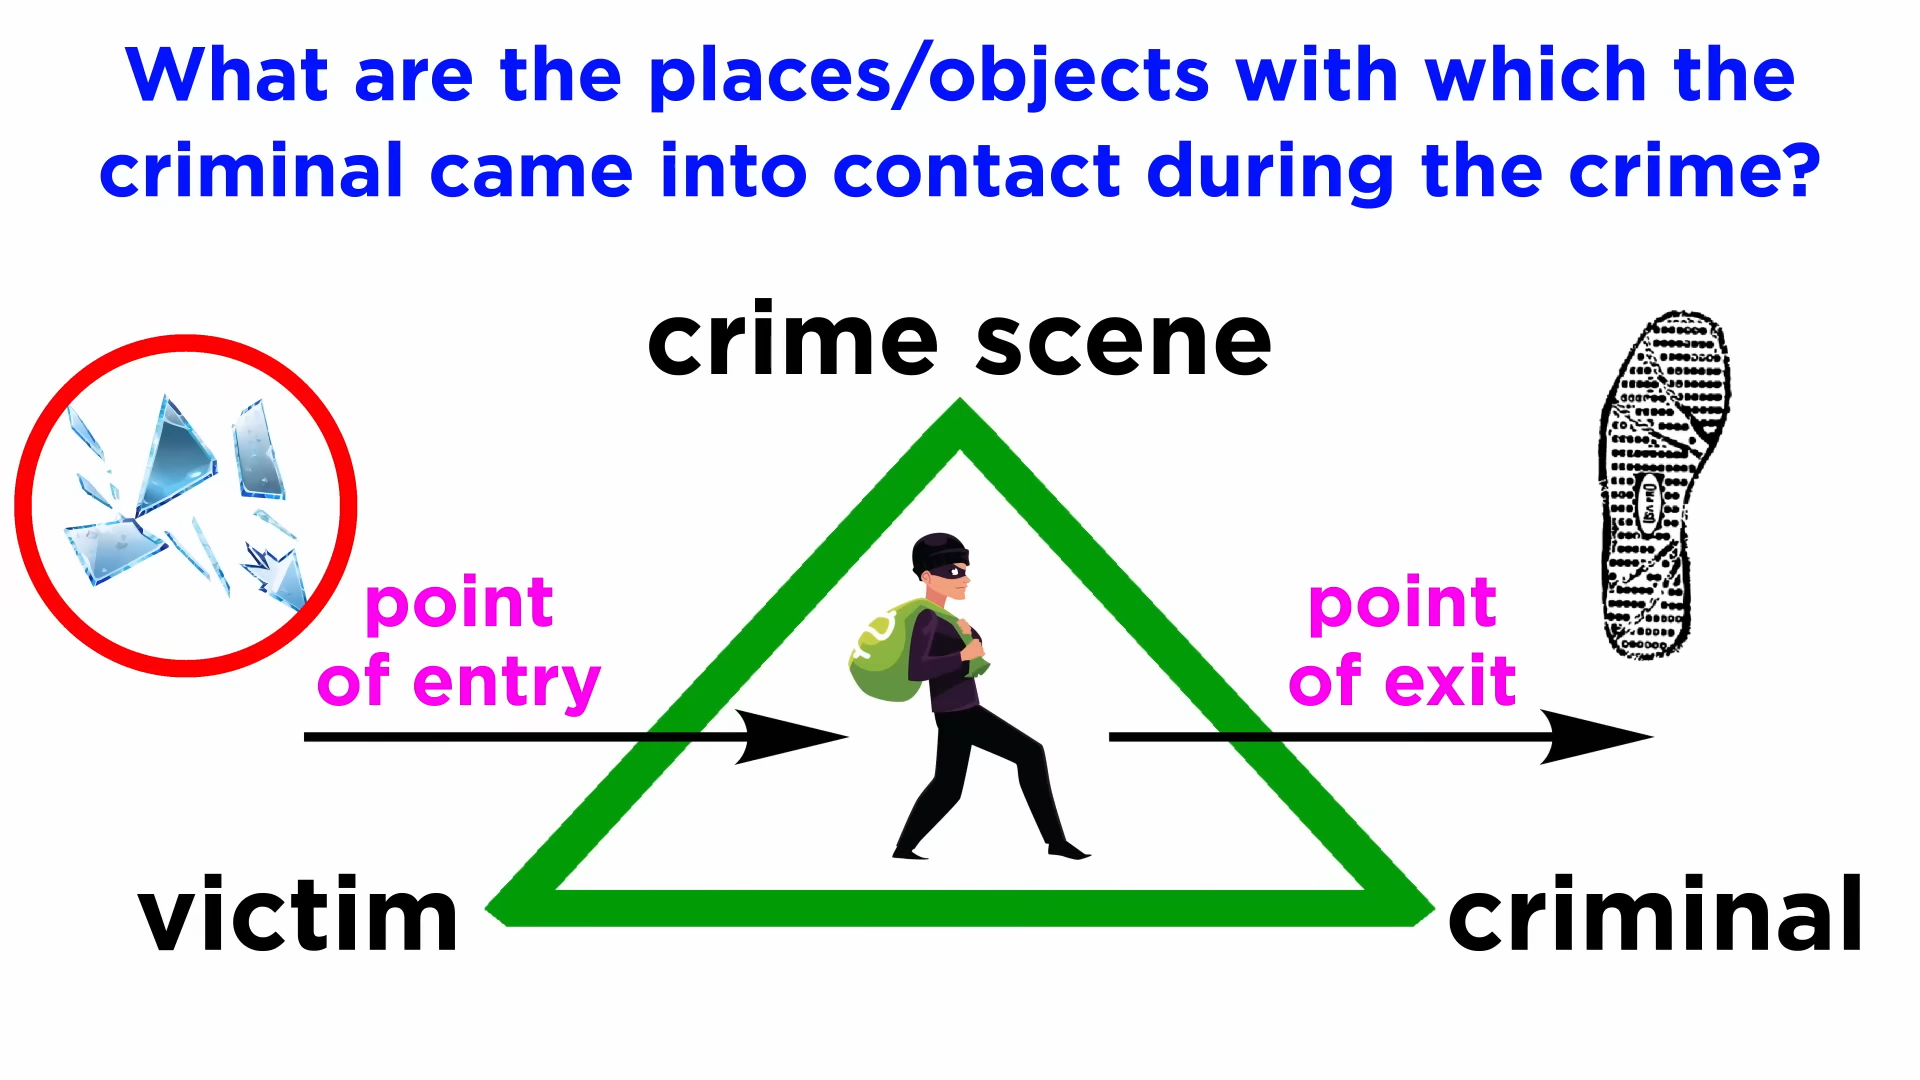 What are the places/objects with which the
criminal came into contact during the crime?
crime scene
point
of entry
point
of exit
victim
criminal